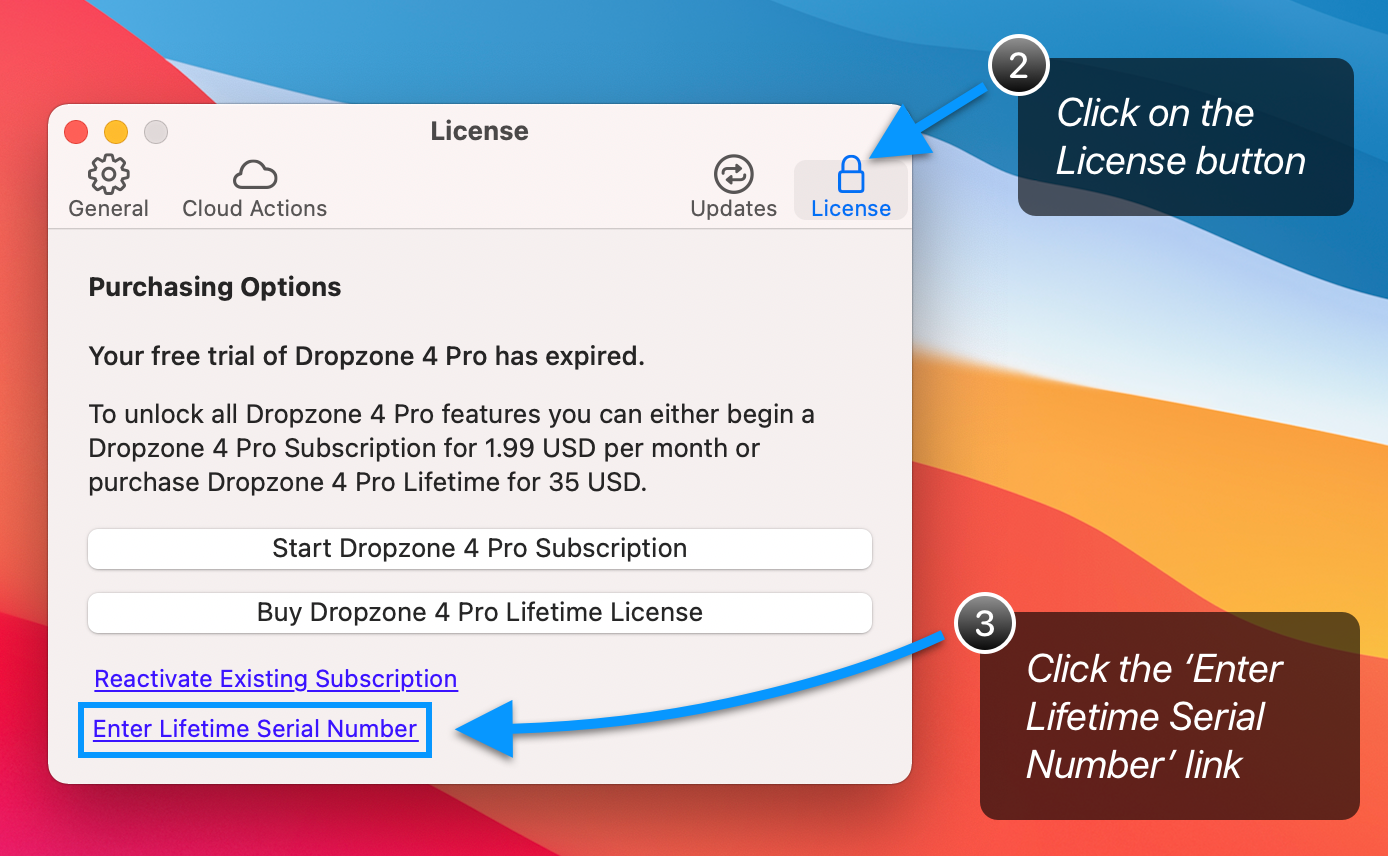 License
General
Cloud Actions
Updates
License
2
Click on the
License button
Purchasing Options
Your free trial of Dropzone 4 Pro has expired.
To unlock all Dropzone 4 Pro features you can either begin a
Dropzone 4 Pro Subscription for 1.99 USD per month or
purchase Dropzone 4 Pro Lifetime for 35 USD.
Start Dropzone 4 Pro Subscription
Buy Dropzone 4 Pro Lifetime License
Reactivate Existing Subscription
Enter Lifetime Serial Number
3
Click the ‘Enter
Lifetime Serial
Number’ link